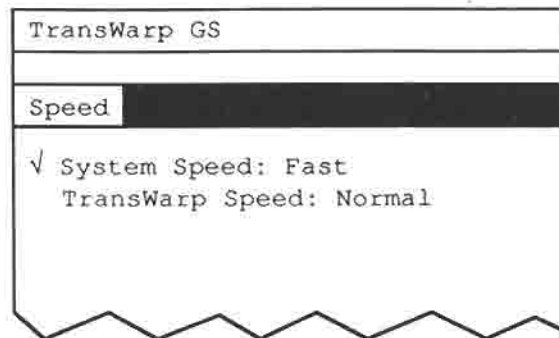 TransWarp GS
Speed
√ System Speed: Fast
TransWarp Speed: Normal